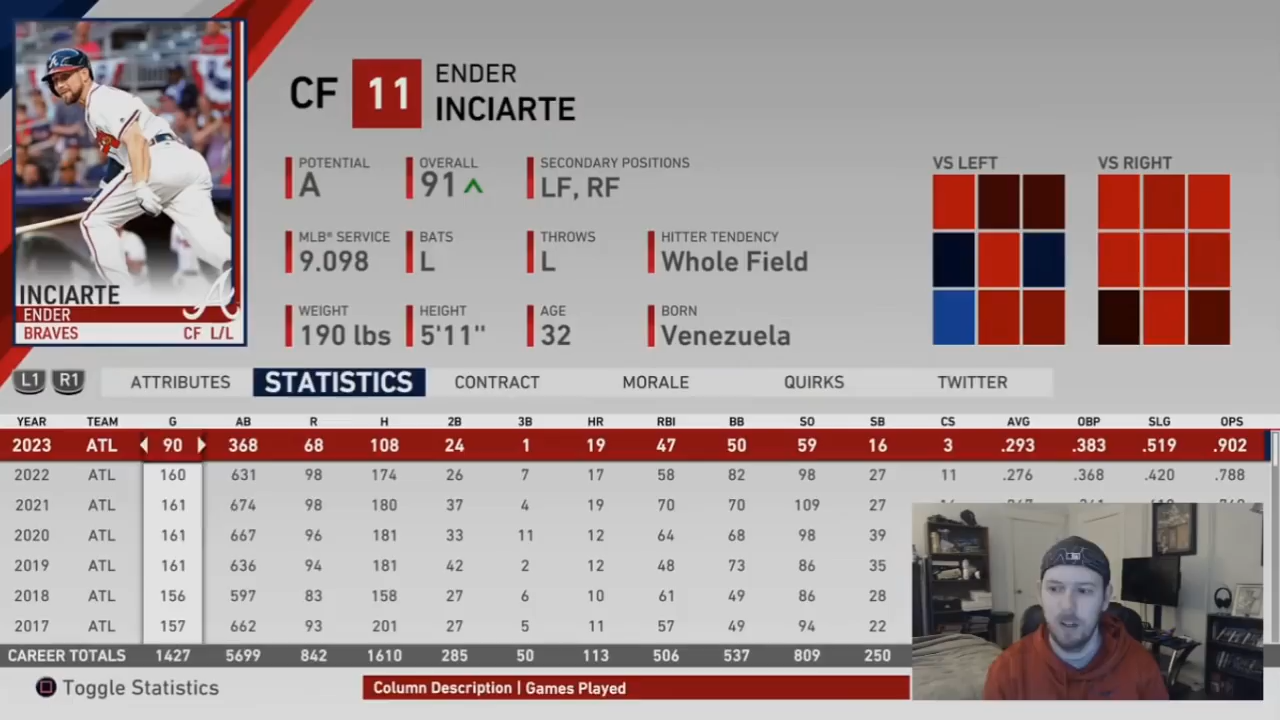 CF 11 ENDER
INCIARTE
POTENTIAL OVERALL SECONDARY POSITIONS
A 91 LF, RF
VS LEFT VS RIGHT
MLB® SERVICE BATS THROWS HITTER TENDENCY
9.098 L L Whole Field
WEIGHT HEIGHT AGE BORN
190 lbs 5'11" 32 Venezuela
INCIARTE
ENDER
BRAVES CF L/L
L1 R1 ATTRIBUTES STATISTICS CONTRACT MORALE QUIRKS TWITTER
YEAR TEAM G AB R H 2B 3B HR RBI BB SO SB CS AVG OBP SLG OPS
2023 ATL 90 368 68 108 24 1 19 47 50 59 16 3 .293 .383 .519 .902
2022 ATL 160 631 98 174 26 7 17 58 82 98 27 11 .276 .368 .420 .788
2021 ATL 161 674 98 180 37 4 19 70 70 109 27
2020 ATL 161 667 96 181 33 11 12 64 68 98 39
2019 ATL 161 636 94 181 42 2 12 48 73 86 35
2018 ATL 156 597 83 158 27 6 10 61 49 86 28
2017 ATL 157 662 93 201 27 5 11 57 49 94 22
CAREER TOTALS 1427 5699 842 1610 285 50 113 506 537 809 250
Toggle Statistics
Column Description | Games Played